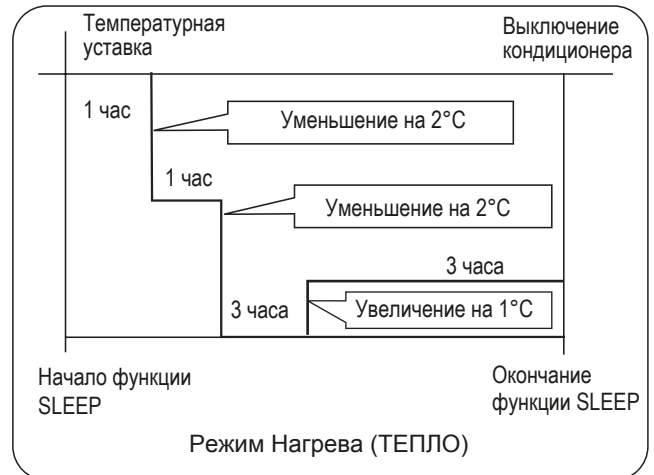 Температурная
уставка
Выключение
кондиционера
1 час
Уменьшение на 2°C
1 час
Уменьшение на 2°C
3 часа
3 часа
Увеличение на 1°C
Начало функции
SLEEP
Окончание
функции SLEEP
Режим Нагрева (ТЕПЛО)